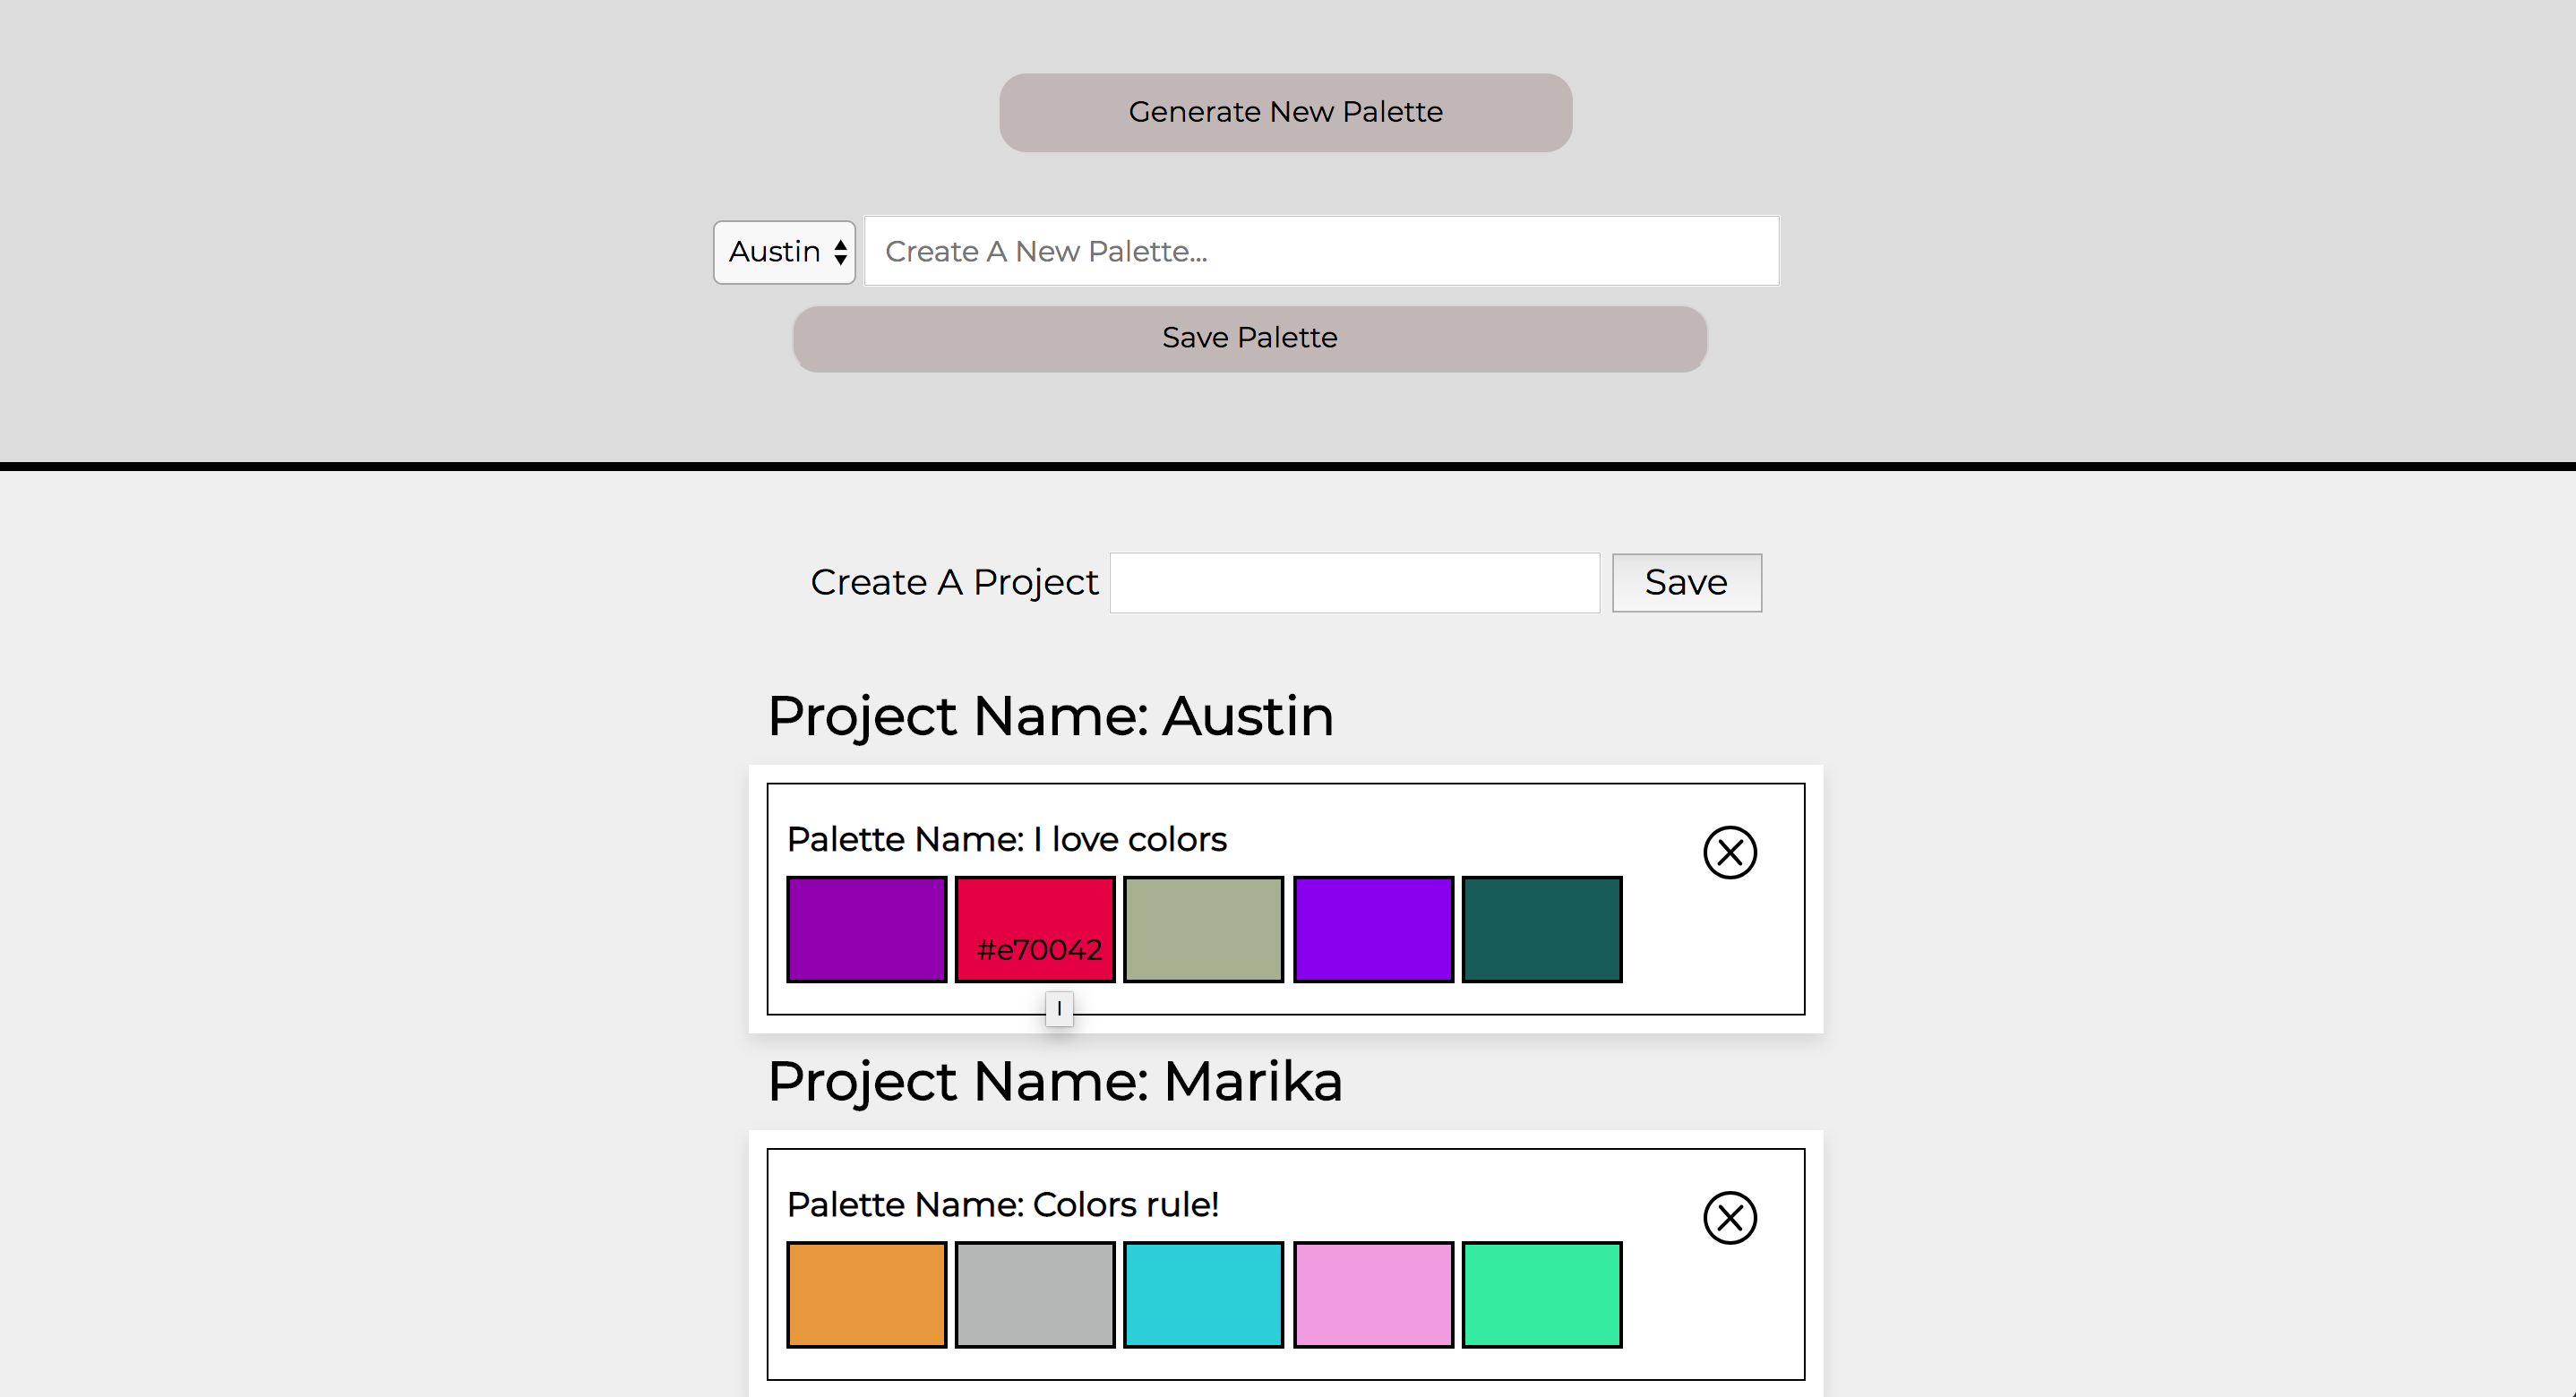 Generate New Palette
Austin Create A New Palette...
Save Palette
Create A Project Save
Project Name: Austin
Palette Name: I love colors
#e70042
I
Project Name: Marika
Palette Name: Colors rule!